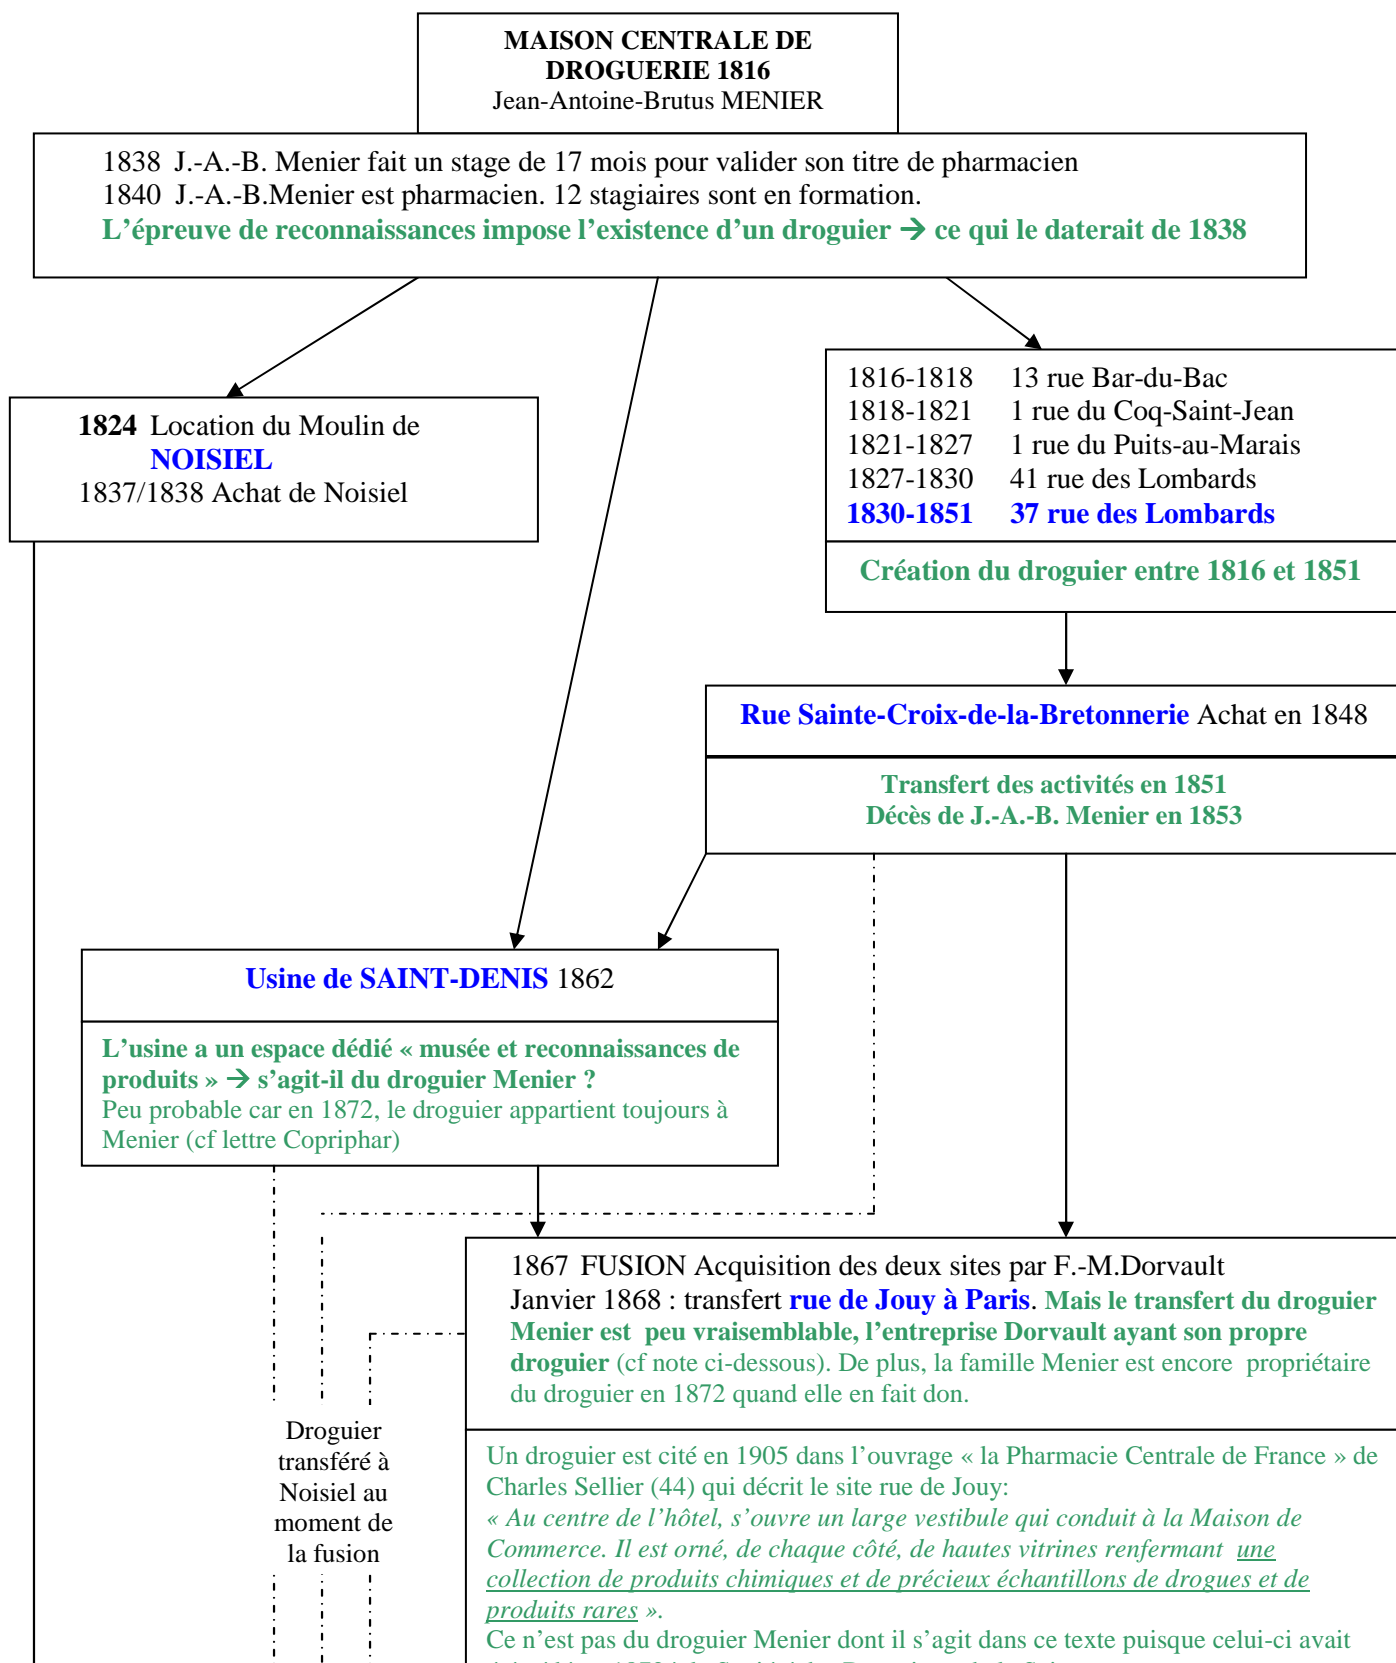 MAISON CENTRALE DE
DROGUERIE 1816
Jean-Antoine-Brutus MENIER
1838 J.-A.-B. Menier fait un stage de 17 mois pour valider son titre de pharmacien
1840 J.-A.-B.Menier est pharmacien. 12 stagiaires sont en formation.
L'épreuve de reconnaissances impose l'existence d'un droguier → ce qui le daterait de 1838
1824 Location du Moulin de
NOISIEL
1837/1838 Achat de Noisiel
1816-1818 13 rue Bar-du-Bac
1818-1821 1 rue du Coq-Saint-Jean
1821-1827 1 rue du Puits-au-Marais
1827-1830 41 rue des Lombards
1830-1851 37 rue des Lombards
Création du droguier entre 1816 et 1851
Rue Sainte-Croix-de-la-Bretonnerie Achat en 1848
Transfert des activités en 1851
Décès de J.-A.-B. Menier en 1853
Usine de SAINT-DENIS 1862
L'usine a un espace dédié « musée et reconnaissances de
produits » → s'agit-il du droguier Menier ?
Peu probable car en 1872, le droguier appartient toujours à
Menier (cf lettre Copriphar)
1867 FUSION Acquisition des deux sites par F.-M.Dorvault
Janvier 1868 : transfert rue de Jouy à Paris. Mais le transfert du droguier
Menier est peu vraisemblable, l'entreprise Dorvault ayant son propre
droguier (cf note ci-dessous). De plus, la famille Menier est encore propriétaire
du droguier en 1872 quand elle en fait don.
Droguier
transféré à
Noisiel au
moment de
la fusion
Un droguier est cité en 1905 dans l'ouvrage « la Pharmacie Centrale de France » de
Charles Sellier (44) qui décrit le site rue de Jouy:
« Au centre de l'hôtel, s'ouvre un large vestibule qui conduit à la Maison de
Commerce. Il est orné, de chaque côté, de hautes vitrines renfermant une
collection de produits chimiques et de précieux échantillons de drogues et de
produits rares ».
Ce n'est pas du droguier Menier dont il s'agit dans ce texte puisque celui-ci avait